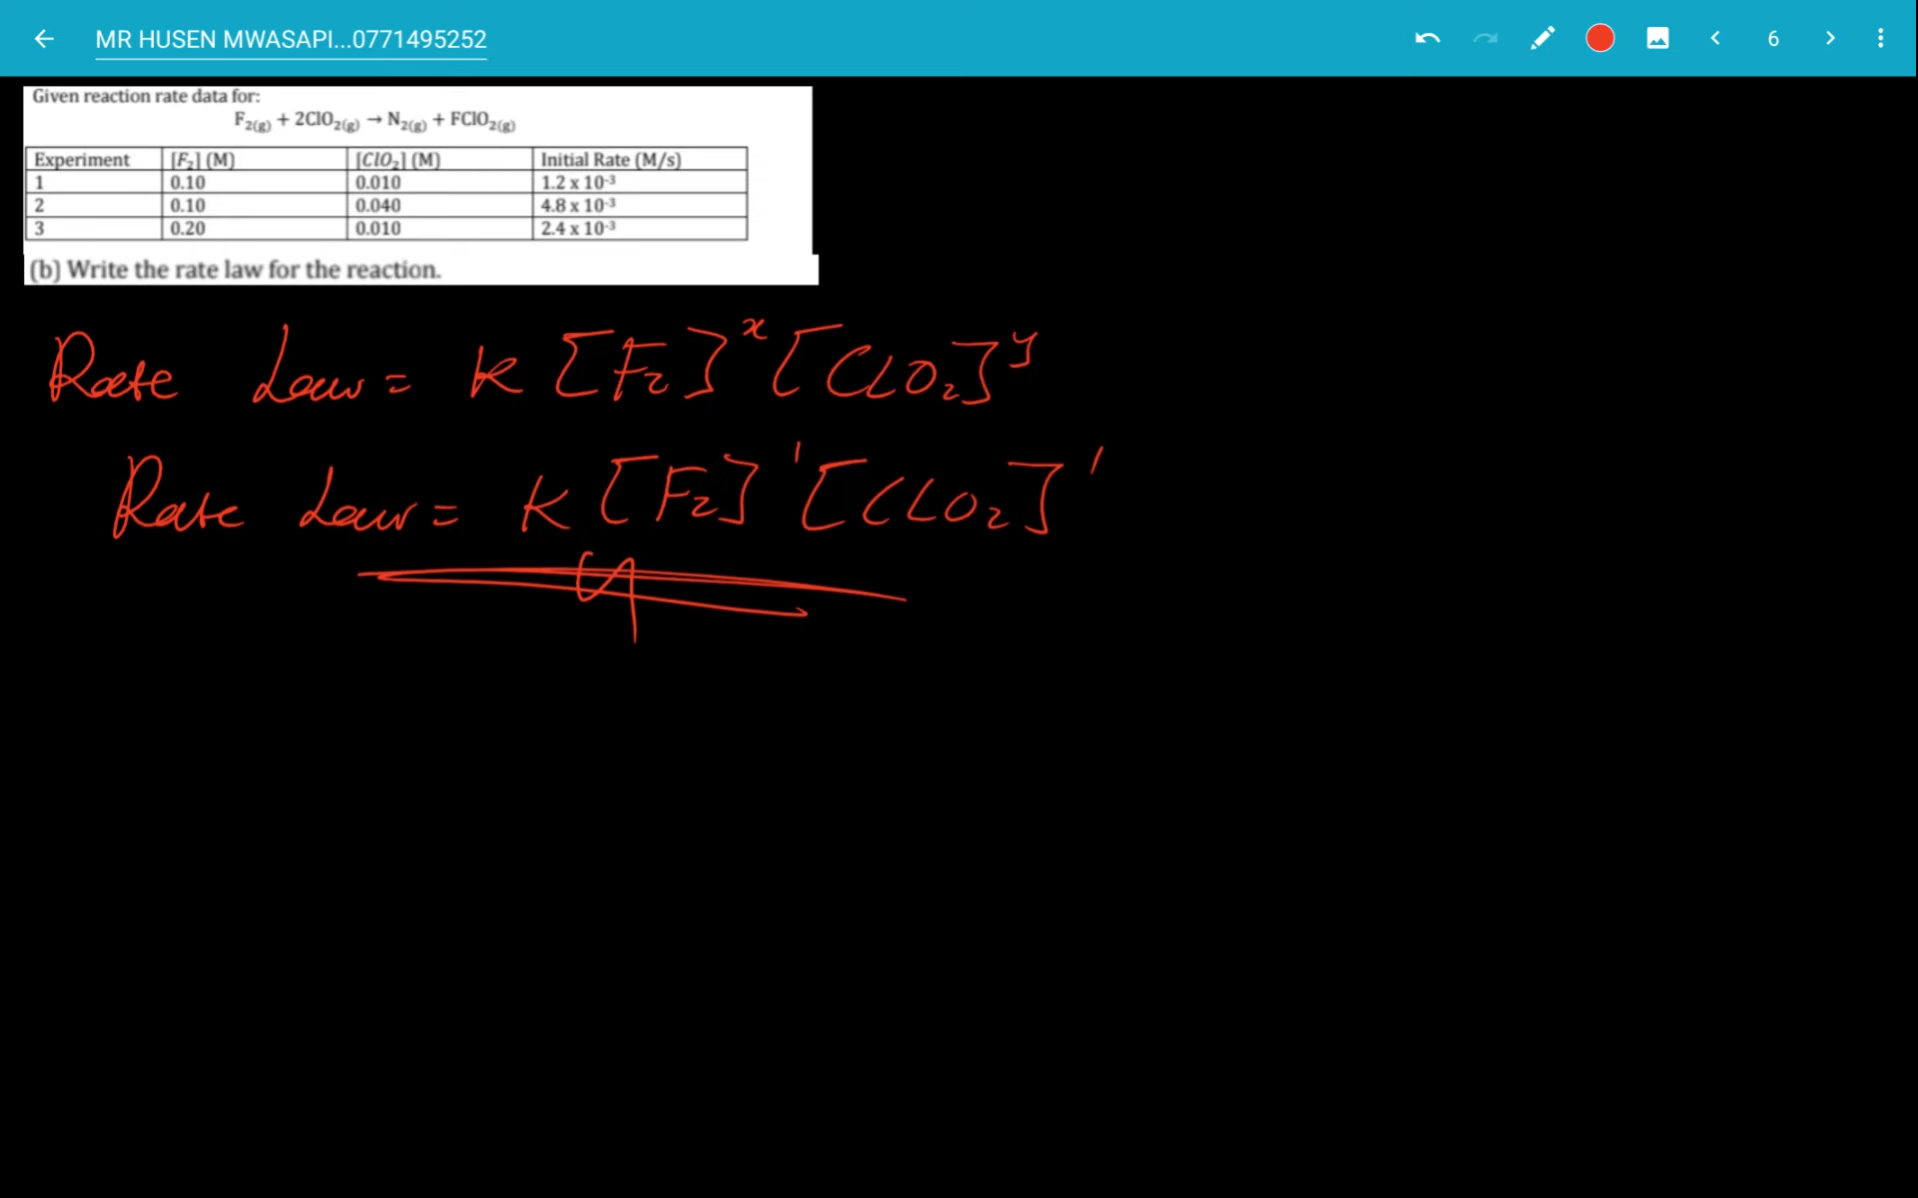 MR HUSEN MWASAPI...0771495252
6
Given reaction rate data for:
F₂(g) + 2ClO₂(g) → N₂(g) + FClO₂(g)
Experiment [F₂] (M) [ClO₂] (M) Initial Rate (M/s)
1 0.10 0.010 1.2 x 10⁻³
2 0.10 0.040 4.8 x 10⁻³
3 0.20 0.010 2.4 x 10⁻³
(b) Write the rate law for the reaction.
Rate Law = K [F₂]ˣ [CLO₂]ʸ
Rate Law = K [F₂]¹ [CLO₂]¹